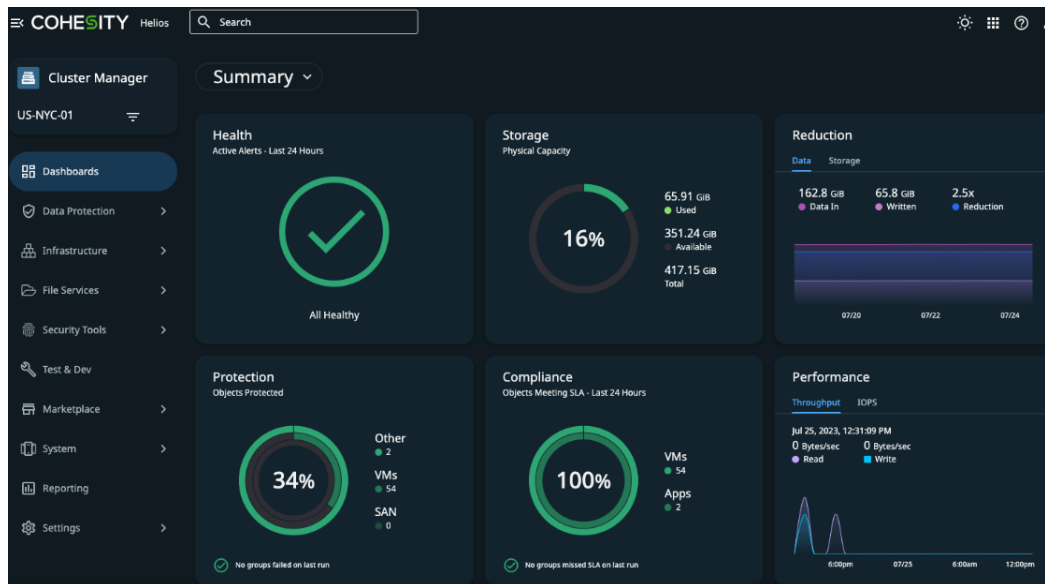 COHESITY Helios
Search
Cluster Manager
US-NYC-01
Dashboards
Data Protection
Infrastructure
File Services
Security Tools
Test & Dev
Marketplace
System
Reporting
Settings
Summary
Health
Active Alerts - Last 24 Hours
All Healthy
Storage
Physical Capacity
16%
65.91 GiB
Used
351.24 GiB
Available
417.15 GiB
Total
Reduction
Data Storage
162.8 GiB 65.8 GiB 2.5x
Data In Written Reduction
07/20 07/22 07/24
Protection
Objects Protected
34%
Other
2
VMs
54
SAN
0
No groups failed on last run
Compliance
Objects Meeting SLA - Last 24 Hours
100%
VMs
54
Apps
2
No groups missed SLA on last run
Performance
Throughput IOPS
Jul 25, 2023, 12:31:09 PM
0 Bytes/sec 0 Bytes/sec
Read Write
6:00pm 07/25 6:00am 12:00pm